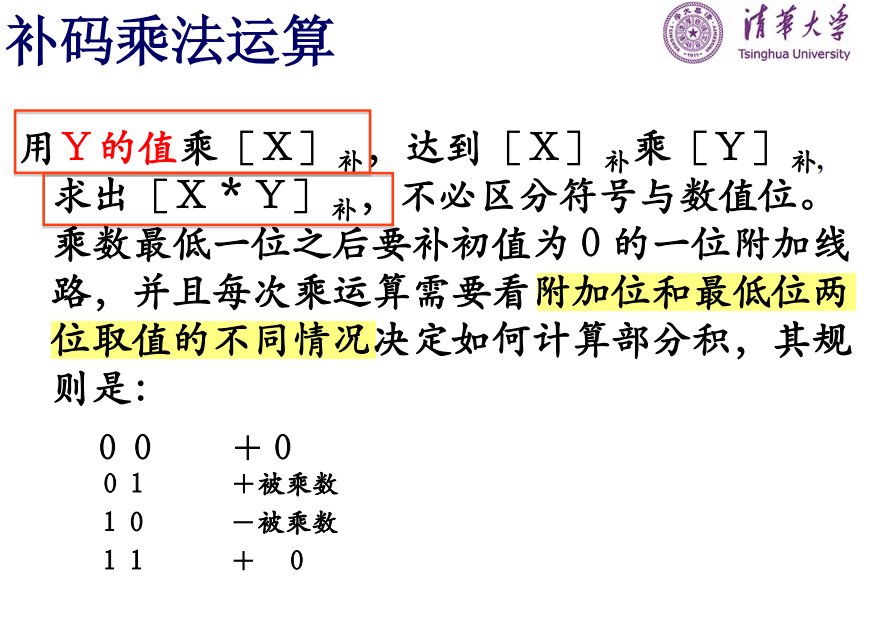 补码乘法运算
清华大学
Tsinghua University
用Y的值乘［X］补，达到［X］补乘［Y］补,
求出［X*Y］补，不必区分符号与数值位。
乘数最低一位之后要补初值为0的一位附加线
路，并且每次乘运算需要看附加位和最低位两
位取值的不同情况决定如何计算部分积，其规
则是：
0 0 ＋0
0 1 ＋被乘数
1 0 －被乘数
1 1 ＋ 0